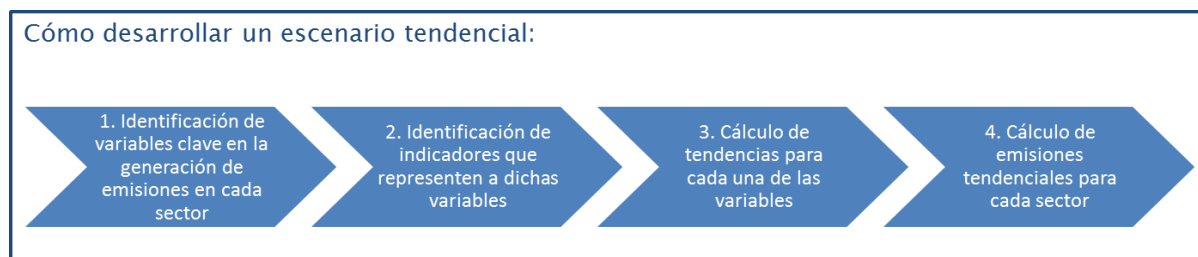 Cómo desarrollar un escenario tendencial:
1. Identificación de
variables clave en la
generación de
emisiones en cada
sector
2. Identificación de
indicadores que
representen a dichas
variables
3. Cálculo de
tendencias para
cada una de las
variables
4. Cálculo de
emisiones
tendenciales para
cada sector